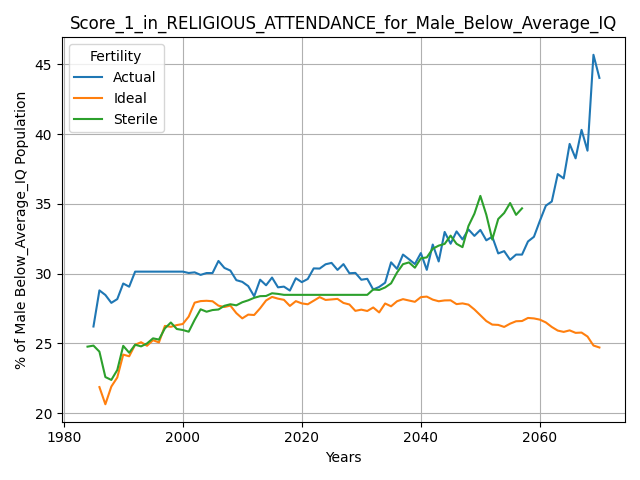 Score_1_in_RELIGIOUS_ATTENDANCE_for_Male_Below_Average_IQ
Fertility
Actual
Ideal
Sterile
% of Male Below_Average_IQ Population
45
40
35
30
25
20
1980
2000
2020
2040
2060
Years